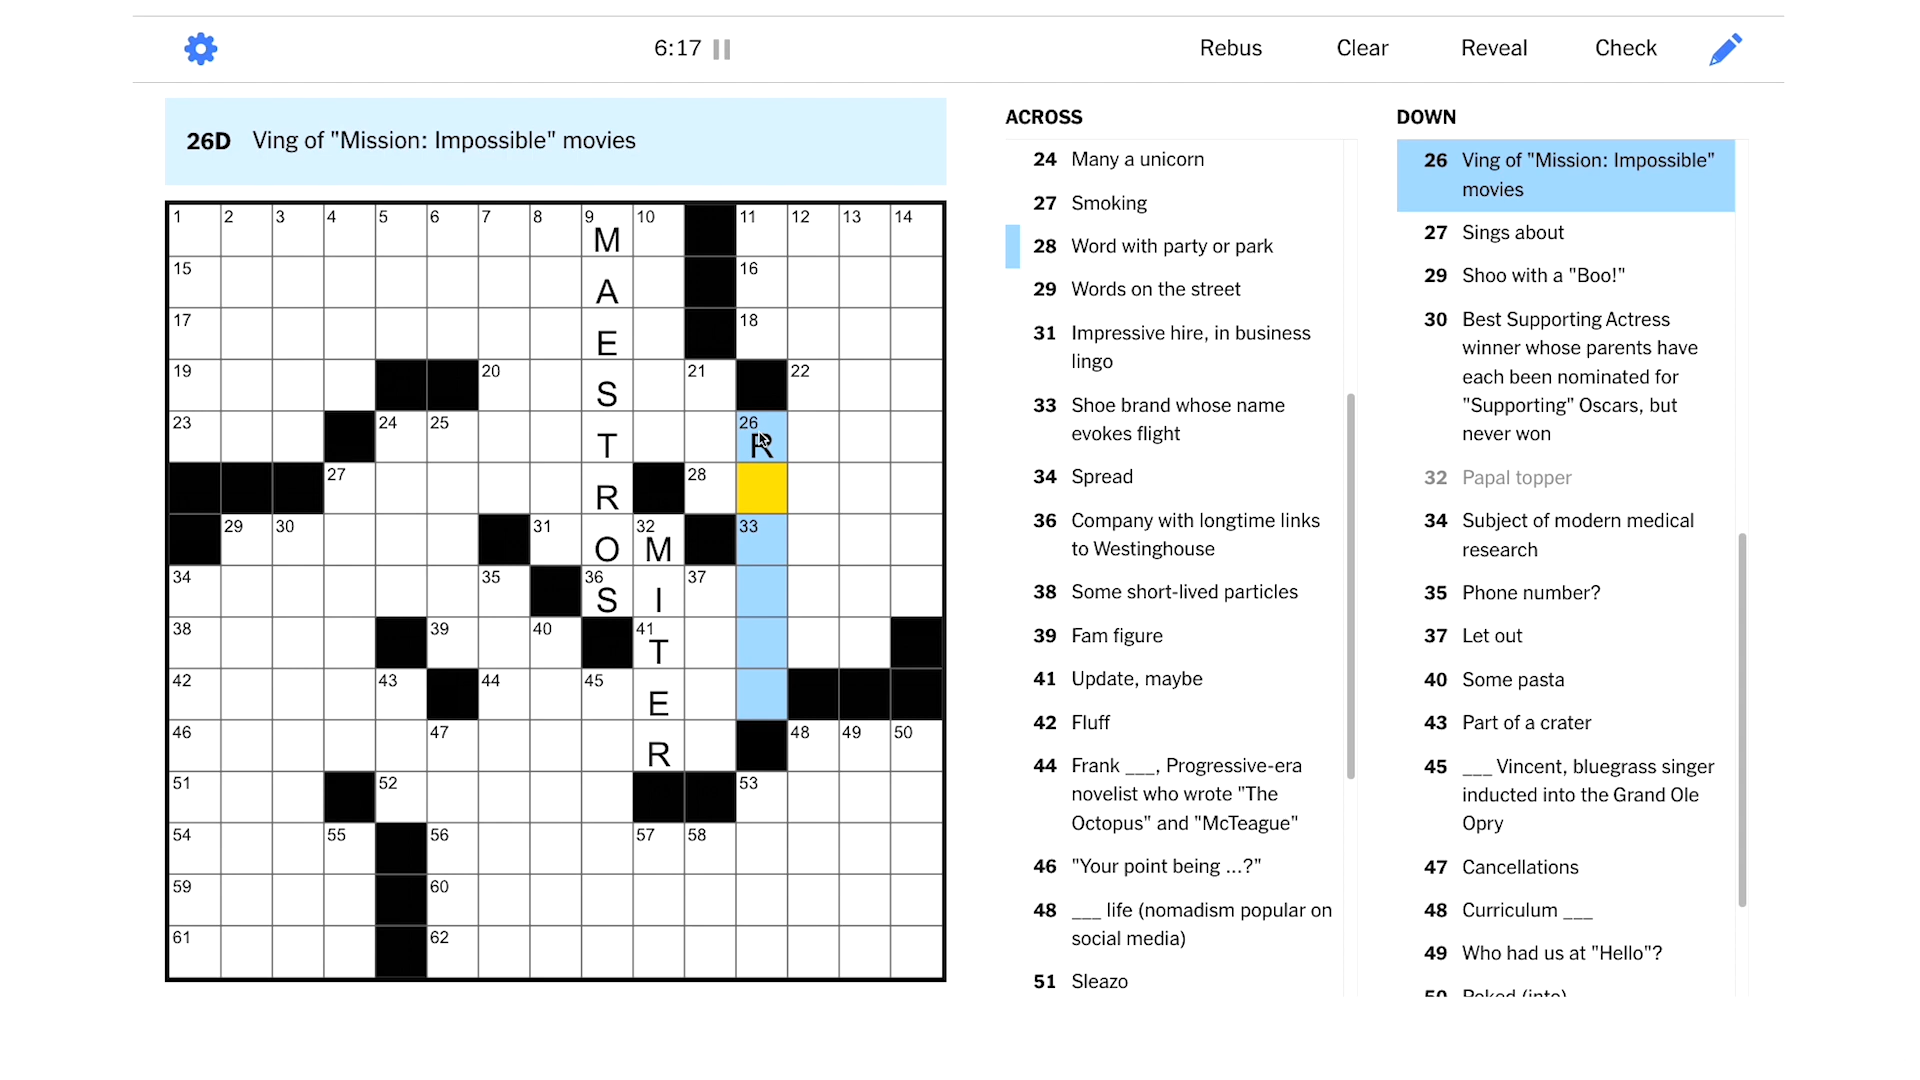 6:17
Rebus
Clear
Reveal
Check
26D Ving of "Mission: Impossible" movies
1 2 3 4 5 6 7 8 9 10 11 12 13 14
M
15 16
A
17 18
E
19 20 21 22
S
23 24 25 26
T R
27 28
R
29 30 31 32 33
O M
34 35 36 37
S I
38 39 40 41
T
42 43 44 45
E
46 47 48 49 50
R
51 52 53
54 55 56 57 58
59 60
61 62
ACROSS
24 Many a unicorn
27 Smoking
28 Word with party or park
29 Words on the street
31 Impressive hire, in business
lingo
33 Shoe brand whose name
evokes flight
34 Spread
36 Company with longtime links
to Westinghouse
38 Some short-lived particles
39 Fam figure
41 Update, maybe
42 Fluff
44 Frank ___, Progressive-era
novelist who wrote "The
Octopus" and "McTeague"
46 "Your point being ...?"
48 ___ life (nomadism popular on
social media)
51 Sleazo
DOWN
26 Ving of "Mission: Impossible"
movies
27 Sings about
29 Shoo with a "Boo!"
30 Best Supporting Actress
winner whose parents have
each been nominated for
"Supporting" Oscars, but
never won
32 Papal topper
34 Subject of modern medical
research
35 Phone number?
37 Let out
40 Some pasta
43 Part of a crater
45 ___ Vincent, bluegrass singer
inducted into the Grand Ole
Opry
47 Cancellations
48 Curriculum ___
49 Who had us at "Hello"?
50 Poked (into)